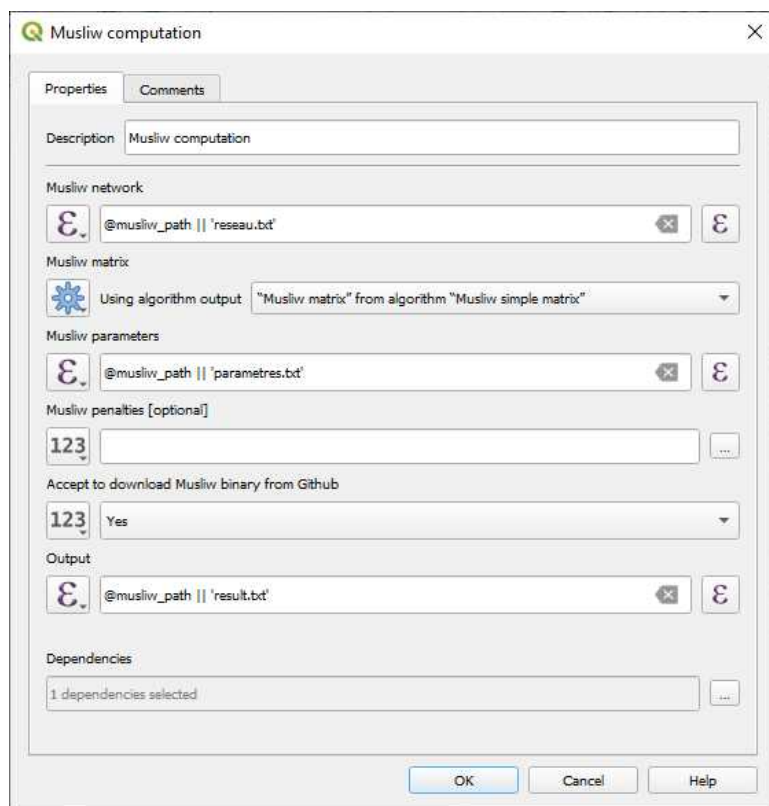 Musliw computation
Properties Comments
Description Musliw computation
Musliw network
ε @musliw_path || 'reseau.txt' ε
Musliw matrix
Using algorithm output "Musliw matrix" from algorithm "Musliw simple matrix"
Musliw parameters
ε @musliw_path || 'parametres.txt' ε
Musliw penalties [optional]
123 ...
Accept to download Musliw binary from Github
123 Yes
Output
ε @musliw_path || 'result.txt' ε
Dependencies
1 dependencies selected ...
OK Cancel Help